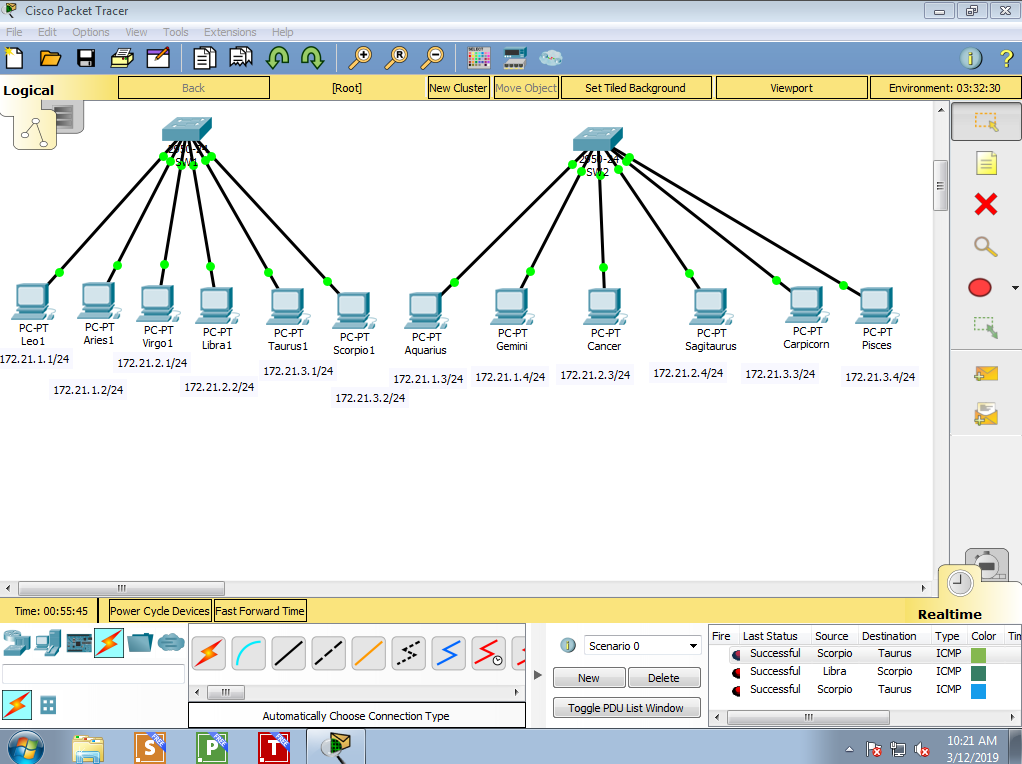 Cisco Packet Tracer
File Edit Options View Tools Extensions Help
Logical
Back
[Root]
New Cluster
Move Object
Set Tiled Background
Viewport
Environment: 03:32:30
2950-24
SW1
2950-24
SW2
PC-PT
Leo1
PC-PT
Aries1
PC-PT
Virgo1
PC-PT
Libra1
PC-PT
Taurus1
PC-PT
Scorpio1
PC-PT
Aquarius
PC-PT
Gemini
PC-PT
Cancer
PC-PT
Sagitaurus
PC-PT
Carpicorn
PC-PT
Pisces
172.21.1.1/24
172.21.1.2/24
172.21.2.1/24
172.21.2.2/24
172.21.3.1/24
172.21.3.2/24
172.21.1.3/24
172.21.1.4/24
172.21.2.3/24
172.21.2.4/24
172.21.3.3/24
172.21.3.4/24
Time: 00:55:45
Power Cycle Devices
Fast Forward Time
Realtime
Automatically Choose Connection Type
Scenario 0
New
Delete
Toggle PDU List Window
Fire Last Status Source Destination Type Color Tin
Successful Scorpio Taurus ICMP
Successful Libra Scorpio ICMP
Successful Scorpio Taurus ICMP
SELECT
S FREE
P FREE
T FREE
10:21 AM
3/12/2019